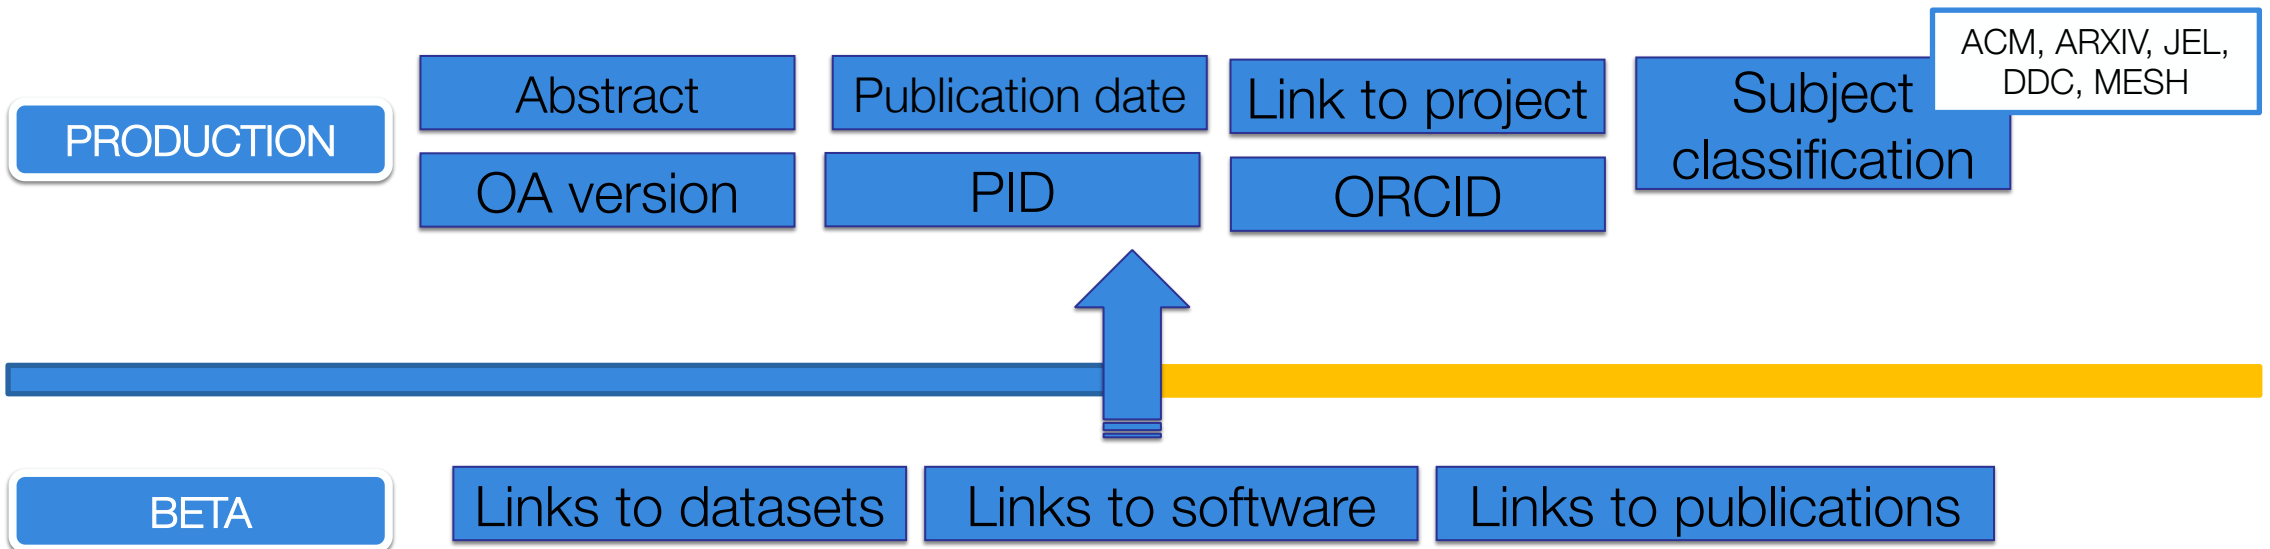 PRODUCTION
Abstract
Publication date
Link to project
Subject
classification
ACM, ARXIV, JEL,
DDC, MESH
OA version
PID
ORCID
BETA
Links to datasets
Links to software
Links to publications